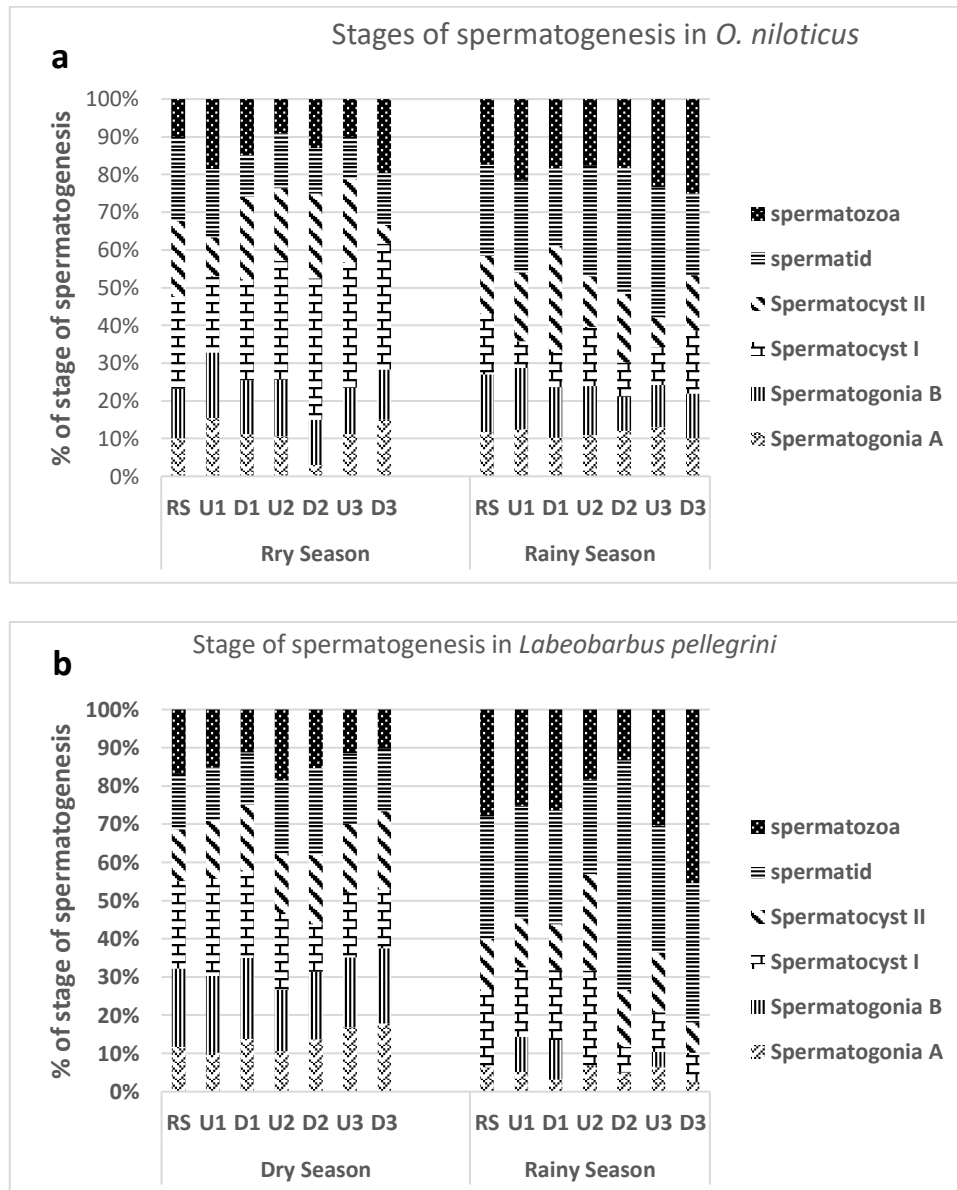 Stages of spermatogenesis in O. niloticus
a
% of stage of spermatogenesis
100%
90%
80%
70%
60%
50%
40%
30%
20%
10%
0%
RS U1 D1 U2 D2 U3 D3 RS U1 D1 U2 D2 U3 D3
Rry Season Rainy Season
spermatozoa
spermatid
Spermatocyst II
Spermatocyst I
Spermatogonia B
Spermatogonia A
Stage of spermatogenesis in Labeobarbus pellegrini
b
% of stage of spermatogenesis
100%
90%
80%
70%
60%
50%
40%
30%
20%
10%
0%
RS U1 D1 U2 D2 U3 D3 RS U1 D1 U2 D2 U3 D3
Dry Season Rainy Season
spermatozoa
spermatid
Spermatocyst II
Spermatocyst I
Spermatogonia B
Spermatogonia A